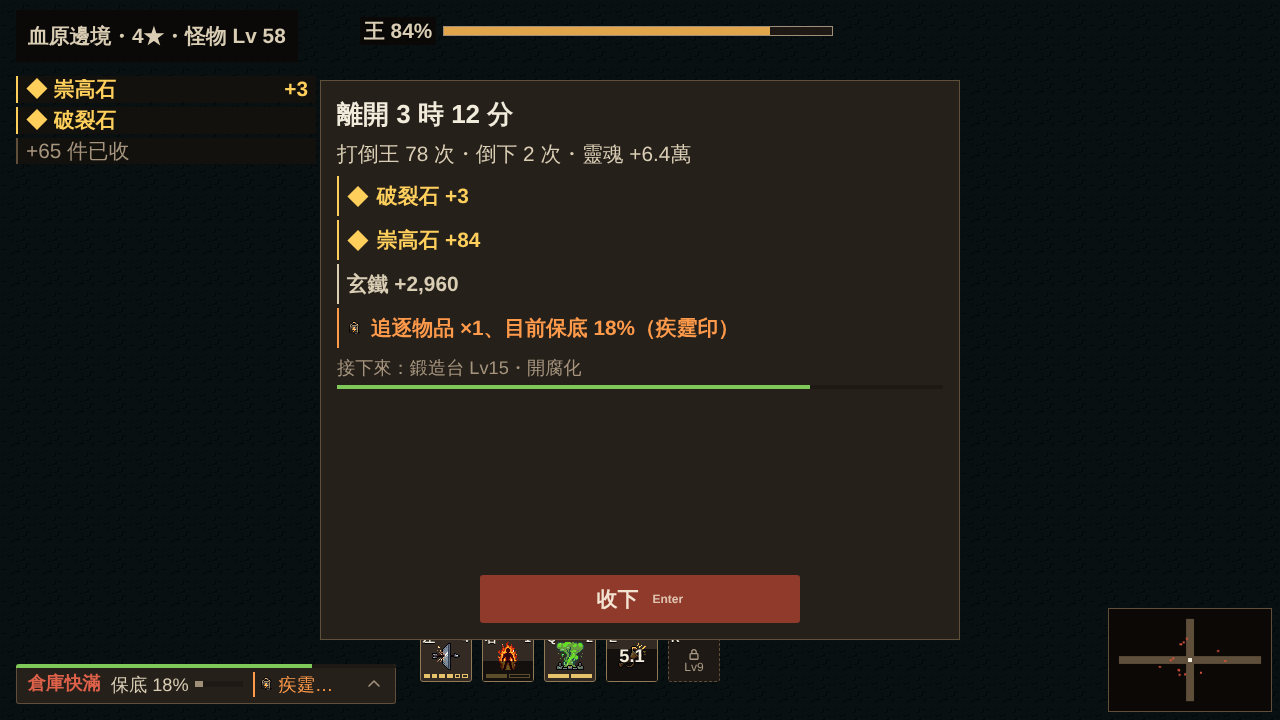 血原邊境・4★・怪物 Lv 58
王 84%
崇高石 +3
破裂石
+65 件已收
離開 3 時 12 分
打倒王 78 次・倒下 2 次・靈魂 +6.4萬
破裂石 +3
崇高石 +84
玄鐵 +2,960
追逐物品 ×1、目前保底 18%（疾霆印）
接下來：鍛造台 Lv15・開腐化
收下 Enter
5.1
Lv9
倉庫快滿 保底 18% 疾霆…